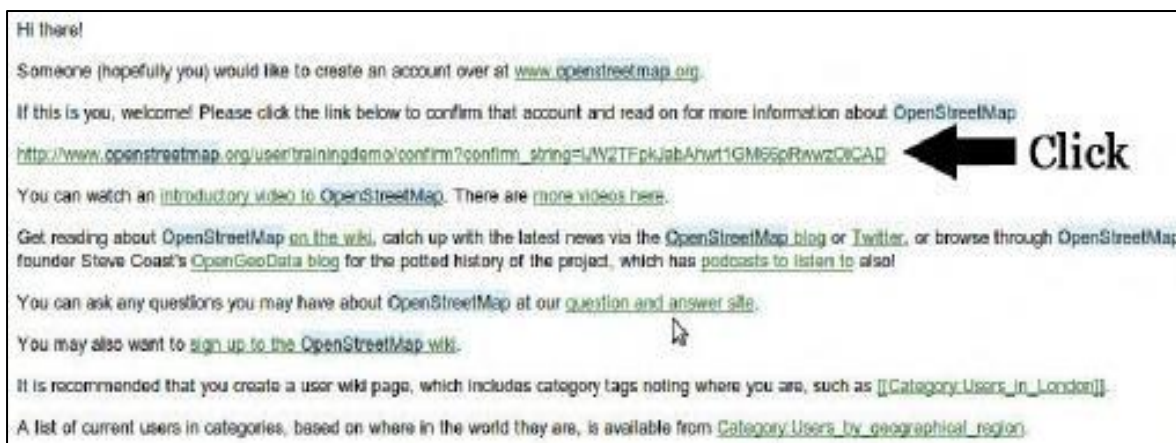 Hi there!
Someone (hopefully you) would like to create an account over at www.openstreetmap.org.
If this is you, welcome! Please click the link below to confirm that account and read on for more information about OpenStreetMap
http://www.openstreetmap.org/user/trainingdemo/confirm?confirm_string=
Click
You can watch an introductory video to OpenStreetMap. There are more videos here.
Get reading about OpenStreetMap on the wiki, catch up with the latest news via the OpenStreetMap blog or Twitter, or browse through OpenStreetMap
founder Steve Coast's OpenGeoData blog for the potted history of the project, which has podcasts to listen to also!
You can ask any questions you may have about OpenStreetMap at our question and answer site.
You may also want to sign up to the OpenStreetMap wiki.
It is recommended that you create a user wiki page, which includes category tags noting where you are, such as [[Category:Users_in_London]].
A list of current users in categories, based on where in the world they are, is available from Category:Users_by_geographical_region.